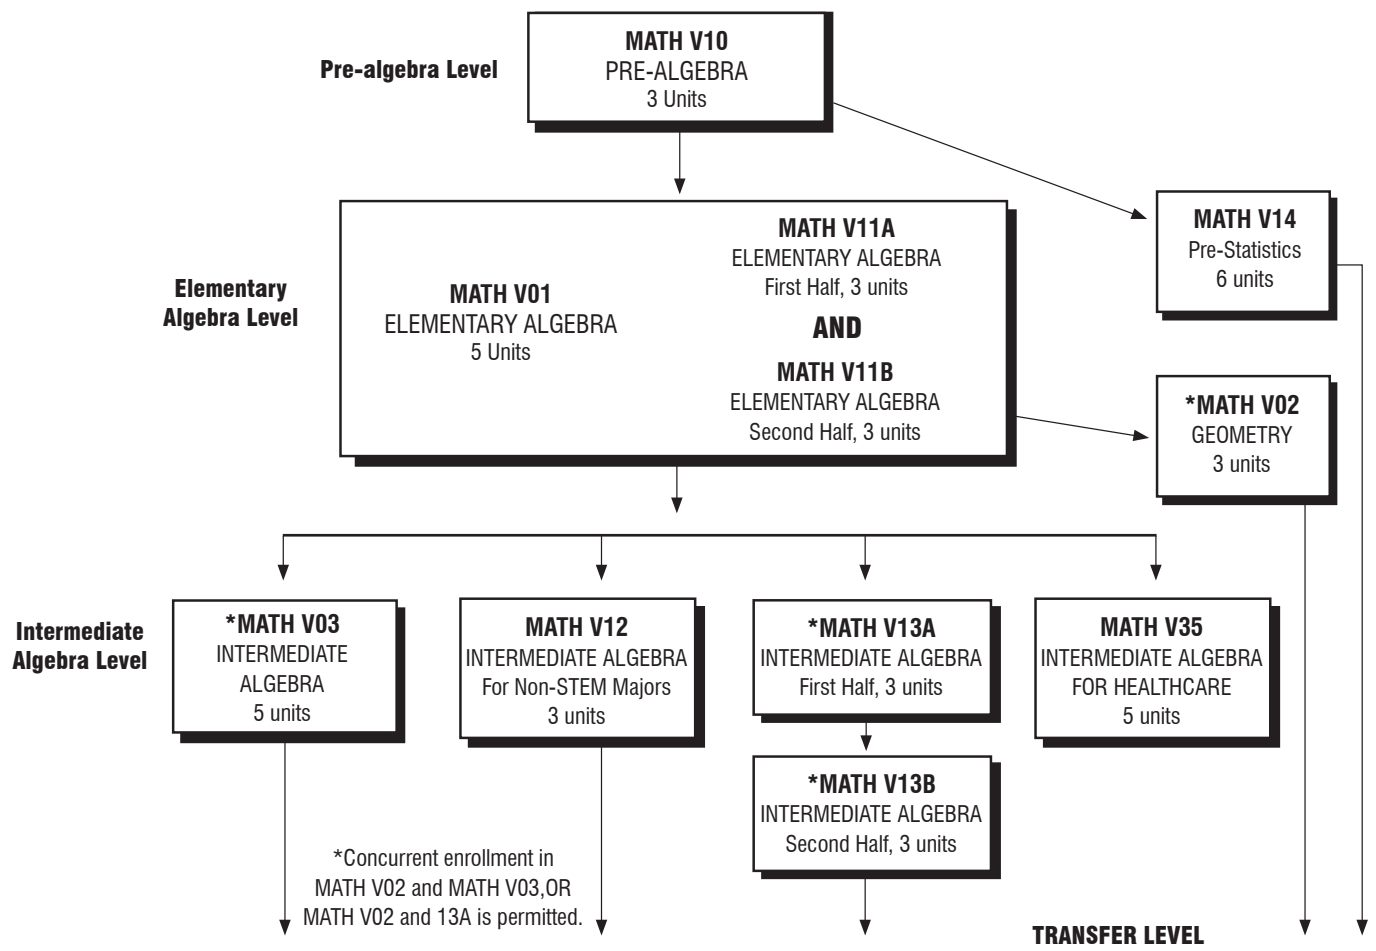 Pre-algebra Level
MATH V10
PRE-ALGEBRA
3 Units
MATH V14
Pre-Statistics
6 units
Elementary
Algebra Level
MATH V01
ELEMENTARY ALGEBRA
5 Units
MATH V11A
ELEMENTARY ALGEBRA
First Half, 3 units
AND
MATH V11B
ELEMENTARY ALGEBRA
Second Half, 3 units
*MATH V02
GEOMETRY
3 units
Intermediate
Algebra Level
*MATH V03
INTERMEDIATE
ALGEBRA
5 units
MATH V12
INTERMEDIATE ALGEBRA
For Non-STEM Majors
3 units
*MATH V13A
INTERMEDIATE ALGEBRA
First Half, 3 units
MATH V35
INTERMEDIATE ALGEBRA
FOR HEALTHCARE
5 units
*MATH V13B
INTERMEDIATE ALGEBRA
Second Half, 3 units
*Concurrent enrollment in
MATH V02 and MATH V03,OR
MATH V02 and 13A is permitted.
TRANSFER LEVEL